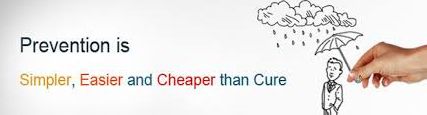 Prevention is
Simpler, Easier and Cheaper than Cure